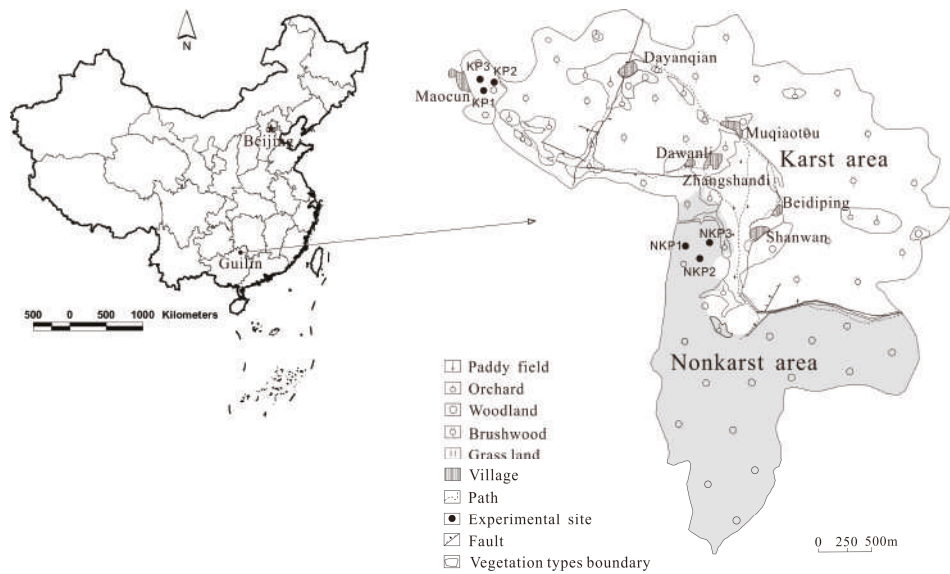 N
Beijing
Guilin
500 0 500 1000 Kilometers
KP3
KP2
KP1
Maocun
Dayanqian
Muqiaotou
Dawanli
Karst area
Zhangshandi
Beidiping
NKP1
NKP3
Shanwan
NKP2
Nonkarst area
Paddy field
Orchard
Woodland
Brushwood
Grass land
Village
Path
Experimental site
Fault
Vegetation types boundary
0 250 500m